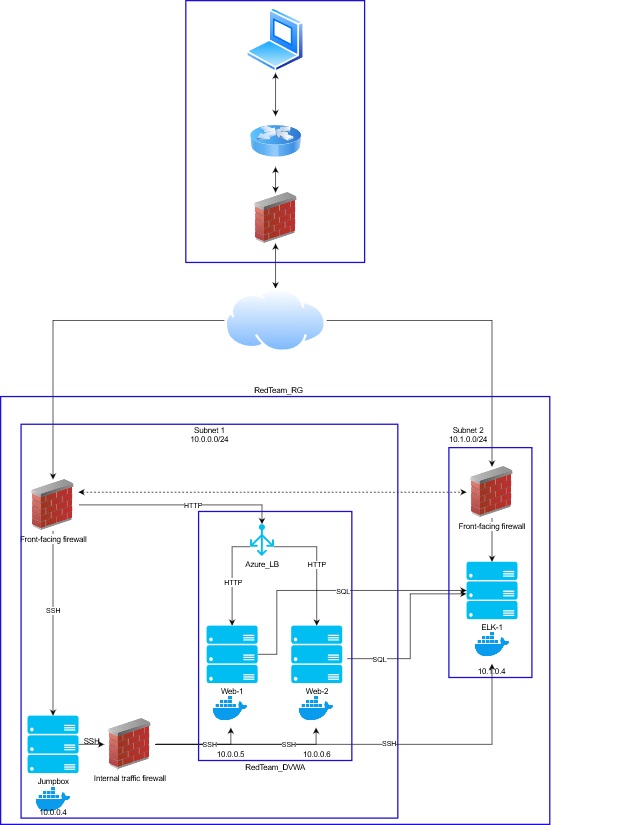 RedTeam_RG
Subnet 1
10.0.0.0/24
Subnet 2
10.1.0.0/24
HTTP
Front-facing firewall
Front-facing firewall
Azure_LB
HTTP
HTTP
SQL
SSH
ELK-1
SQL
10.1.0.4
Web-1
Web-2
SSH
SSH
SSH
SSH
10.0.0.5
10.0.0.6
RedTeam_DVWA
Internal traffic firewall
Jumpbox
10.0.0.4